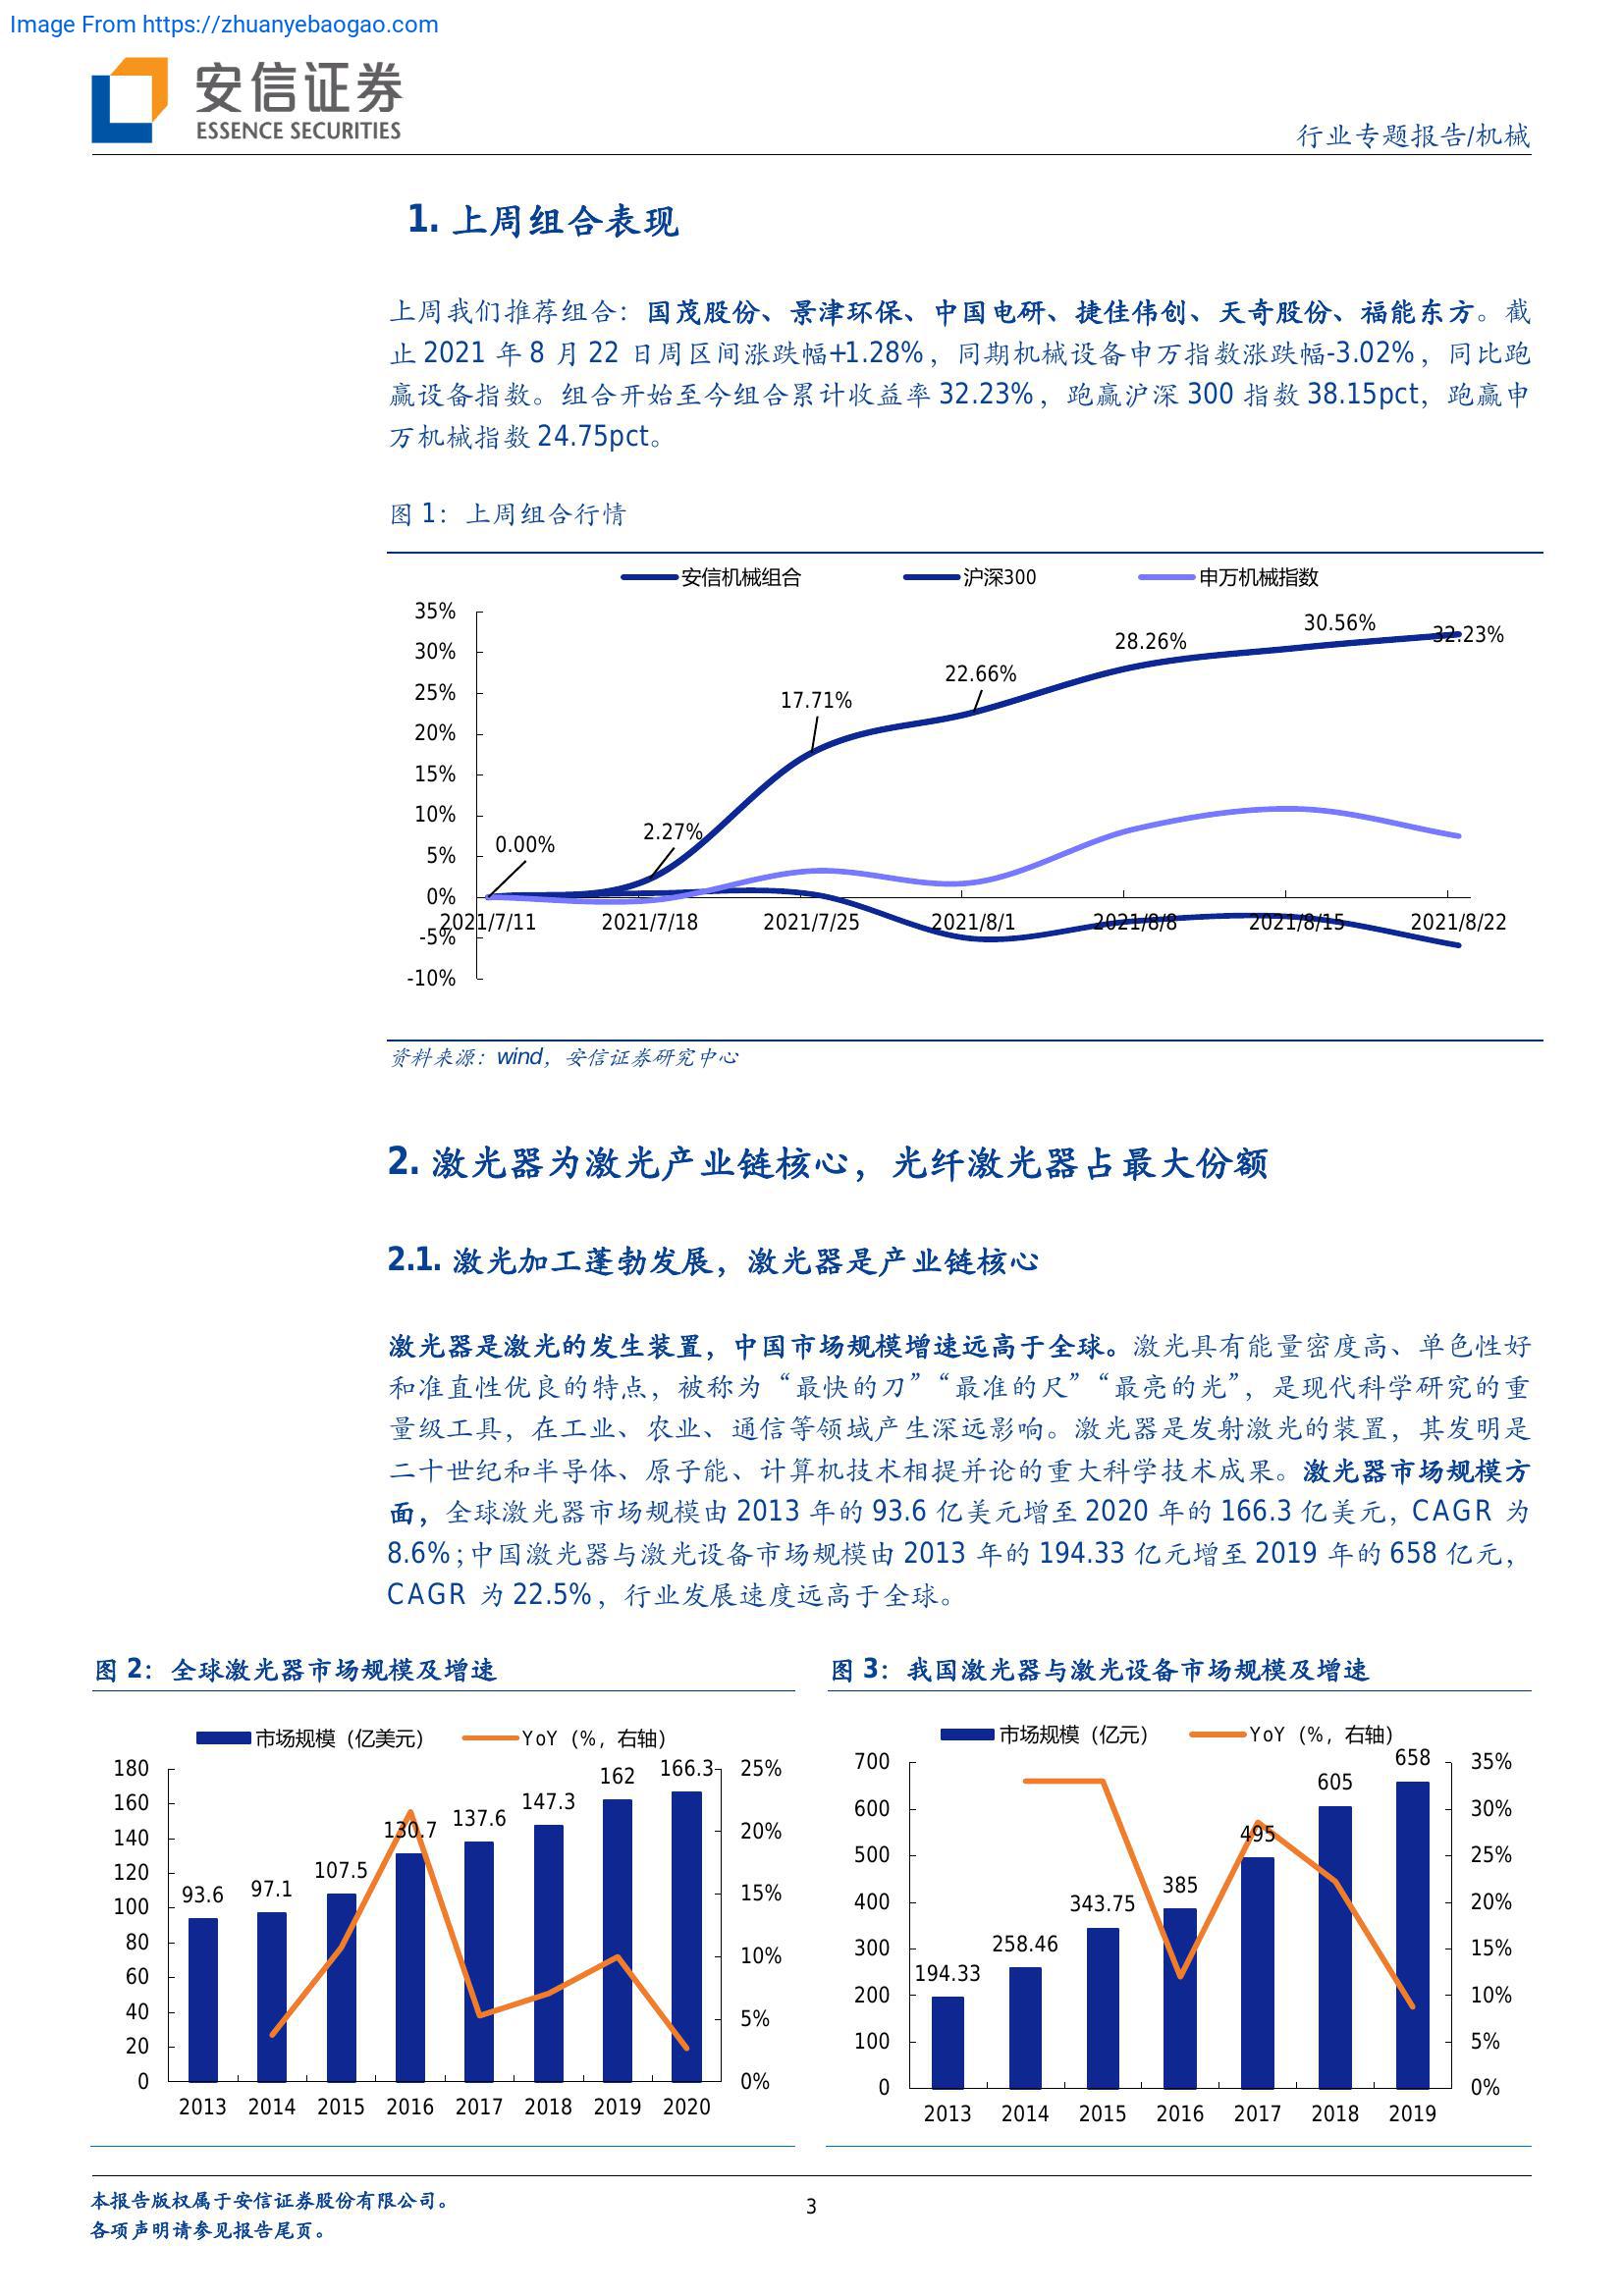 Image From https://zhuanyebaogao.com
安信证券
ESSENCE SECURITIES
行业专题报告/机械
1. 上周组合表现
上周我们推荐组合：国茂股份、景津环保、中国电研、捷佳伟创、天奇股份、福能东方。截
止 2021 年 8 月 22 日周区间涨跌幅+1.28%，同期机械设备申万指数涨跌幅-3.02%，同比跑
赢设备指数。组合开始至今组合累计收益率 32.23%，跑赢沪深 300 指数 38.15pct，跑赢申
万机械指数 24.75pct。
图 1：上周组合行情
安信机械组合 沪深300 申万机械指数
35%
30%
25%
20%
15%
10%
5%
0%
-5%
-10%
0.00%
2.27%
17.71%
22.66%
28.26%
30.56%
32.23%
2021/7/11 2021/7/18 2021/7/25 2021/8/1 2021/8/8 2021/8/15 2021/8/22
资料来源：wind，安信证券研究中心
2. 激光器为激光产业链核心，光纤激光器占最大份额
2.1. 激光加工蓬勃发展，激光器是产业链核心
激光器是激光的发生装置，中国市场规模增速远高于全球。激光具有能量密度高、单色性好
和准直性优良的特点，被称为“最快的刀”“最准的尺”“最亮的光”，是现代科学研究的重
量级工具，在工业、农业、通信等领域产生深远影响。激光器是发射激光的装置，其发明是
二十世纪和半导体、原子能、计算机技术相提并论的重大科学技术成果。激光器市场规模方
面，全球激光器市场规模由 2013 年的 93.6 亿美元增至 2020 年的 166.3 亿美元，CAGR 为
8.6%；中国激光器与激光设备市场规模由 2013 年的 194.33 亿元增至 2019 年的 658 亿元，
CAGR 为 22.5%，行业发展速度远高于全球。
图 2：全球激光器市场规模及增速
市场规模（亿美元） YoY（%，右轴）
180
160
140
120
100
80
60
40
20
0
93.6 97.1 107.5 130.7 137.6 147.3 162 166.3
25%
20%
15%
10%
5%
0%
2013 2014 2015 2016 2017 2018 2019 2020
图 3：我国激光器与激光设备市场规模及增速
市场规模（亿元） YoY（%，右轴）
700
600
500
400
300
200
100
0
194.33 258.46 343.75 385 495 605 658
35%
30%
25%
20%
15%
10%
5%
0%
2013 2014 2015 2016 2017 2018 2019
本报告版权属于安信证券股份有限公司。
各项声明请参见报告尾页。
3